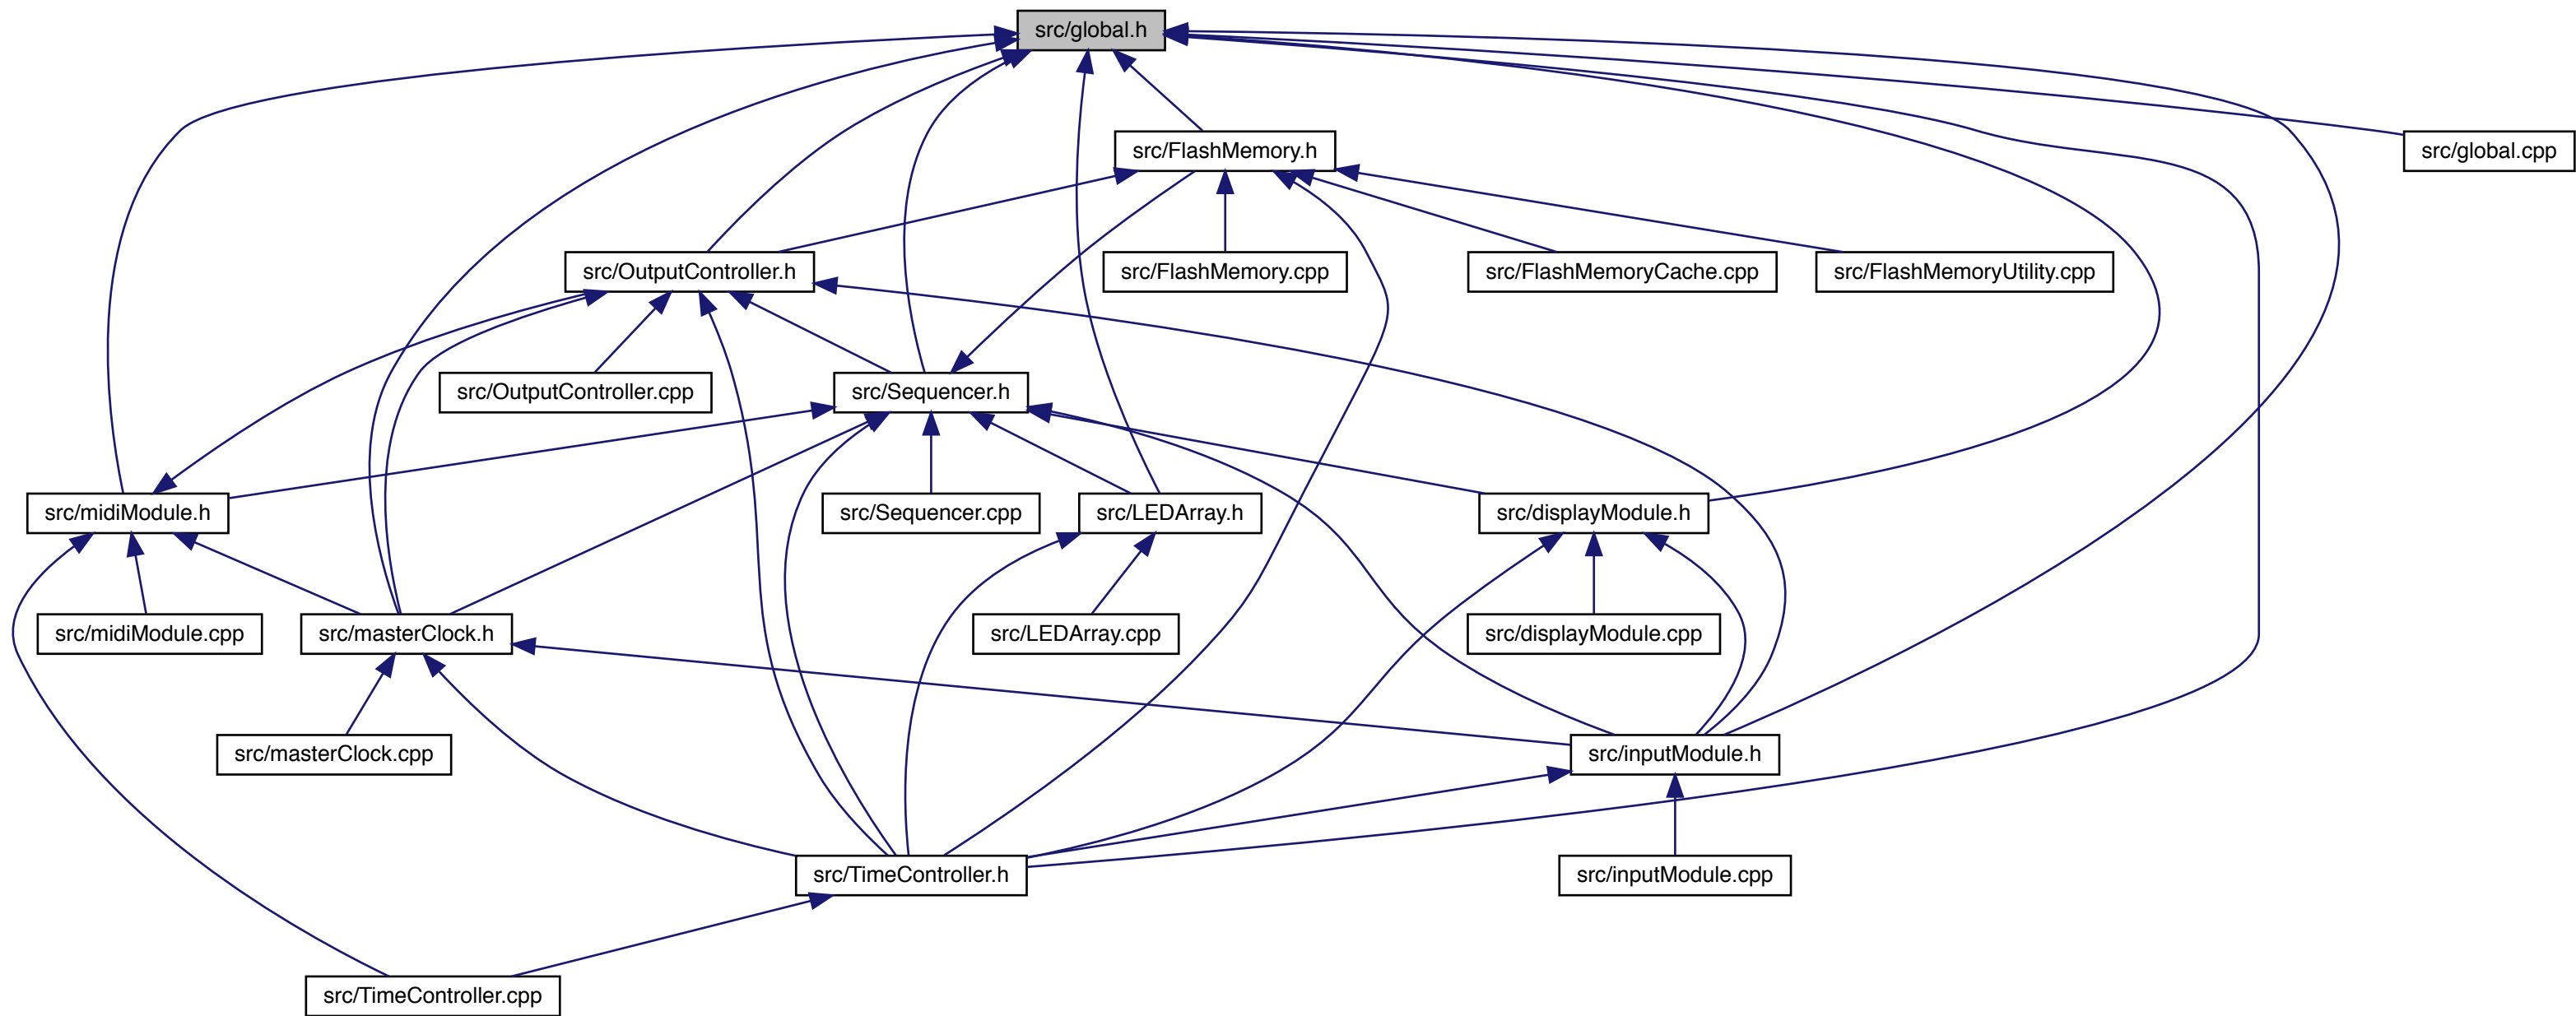 src/global.h
src/FlashMemory.h
src/global.cpp
src/OutputController.h
src/FlashMemory.cpp
src/FlashMemoryCache.cpp
src/FlashMemoryUtility.cpp
src/OutputController.cpp
src/Sequencer.h
src/midiModule.h
src/Sequencer.cpp
src/LEDArray.h
src/displayModule.h
src/midiModule.cpp
src/masterClock.h
src/LEDArray.cpp
src/displayModule.cpp
src/masterClock.cpp
src/inputModule.h
src/TimeController.h
src/inputModule.cpp
src/TimeController.cpp